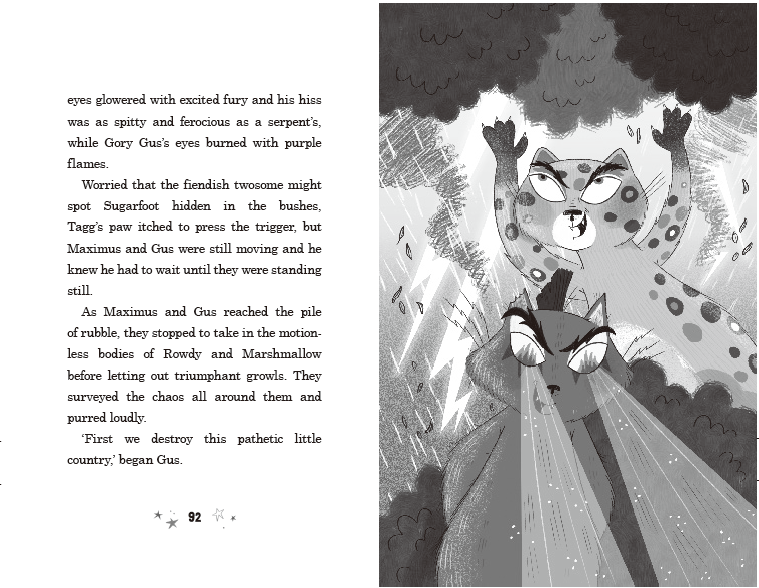 eyes glowered with excited fury and his hiss
was as spitty and ferocious as a serpent’s,
while Gory Gus’s eyes burned with purple
flames.
Worried that the fiendish twosome might
spot Sugarfoot hidden in the bushes,
Tagg’s paw itched to press the trigger, but
Maximus and Gus were still moving and he
knew he had to wait until they were standing
still.
As Maximus and Gus reached the pile
of rubble, they stopped to take in the motion-
less bodies of Rowdy and Marshmallow
before letting out triumphant growls. They
surveyed the chaos all around them and
purred loudly.
‘First we destroy this pathetic little
country,’ began Gus.
92